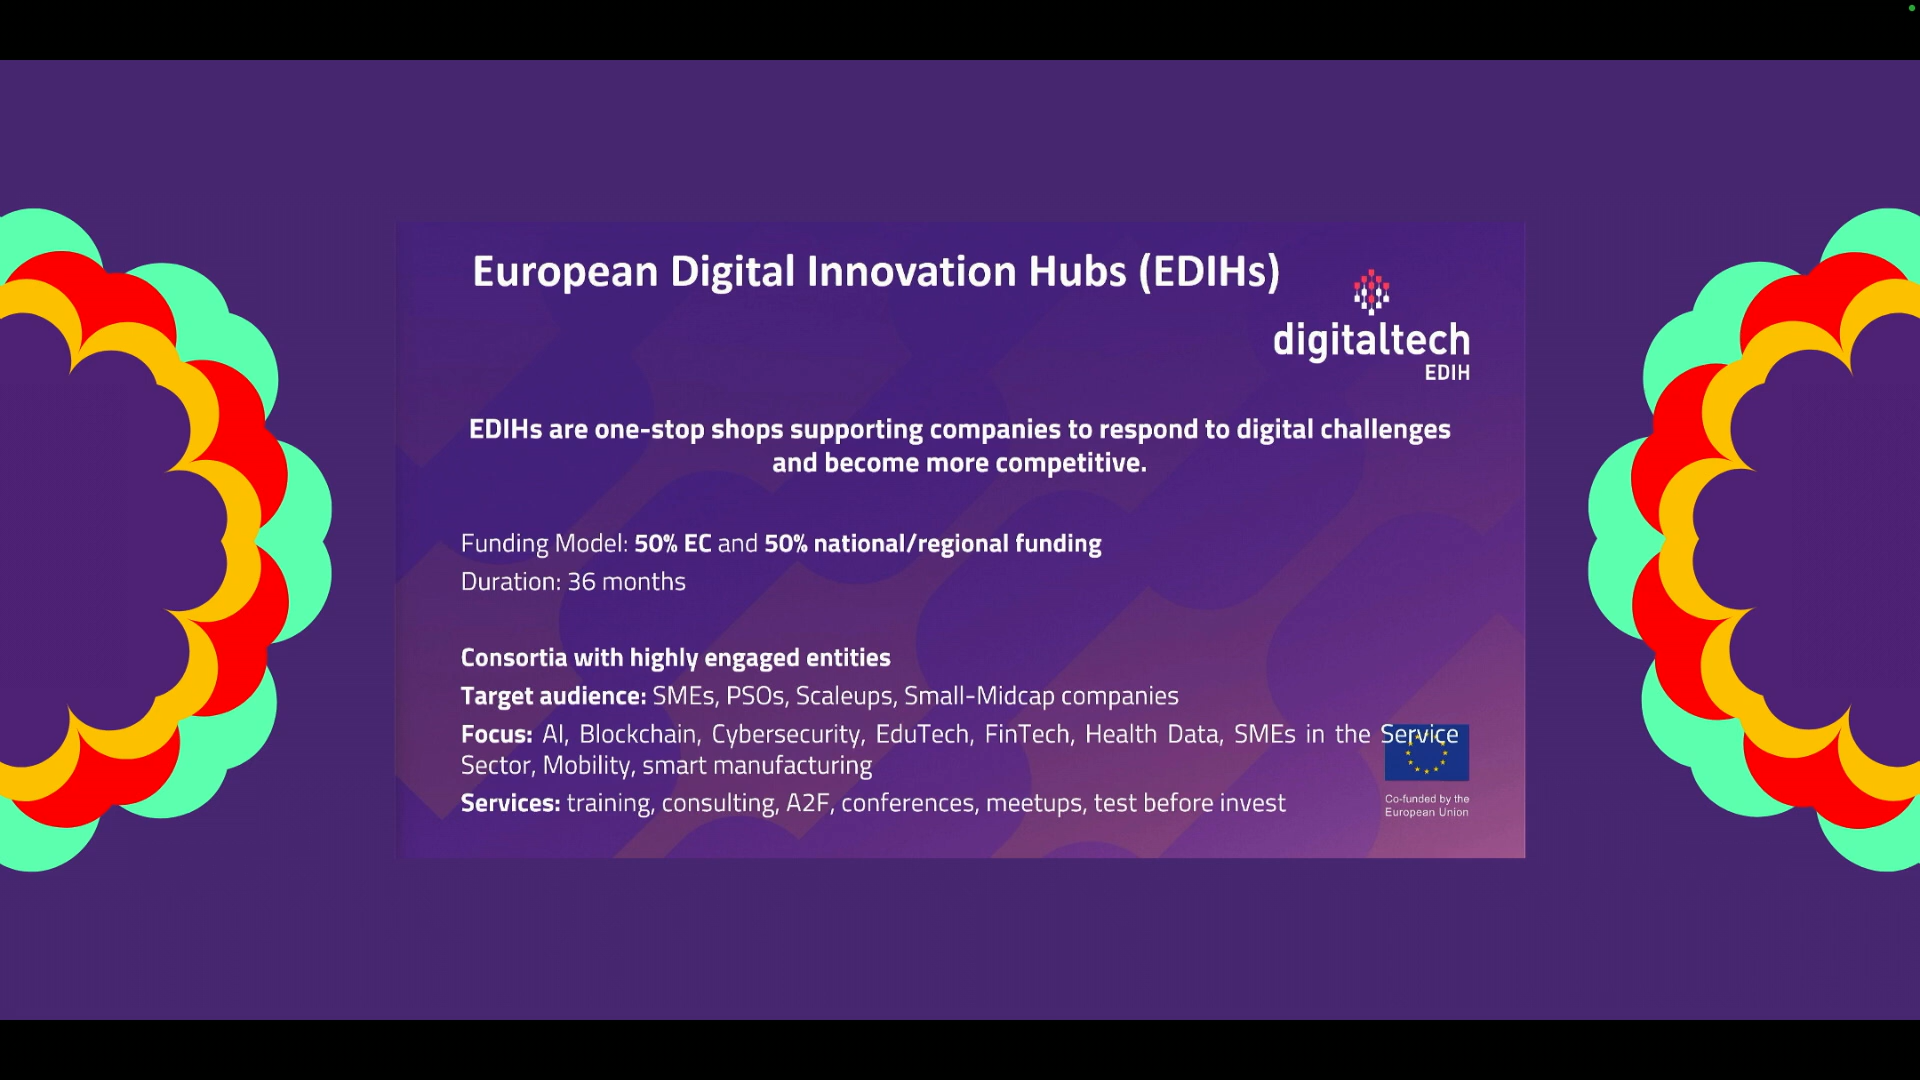 European Digital Innovation Hubs (EDIHs)
digitaltech
EDIH
EDIHs are one-stop shops supporting companies to respond to digital challenges
and become more competitive.
Funding Model: 50% EC and 50% national/regional funding
Duration: 36 months
Consortia with highly engaged entities
Target audience: SMEs, PSOs, Scaleups, Small-Midcap companies
Focus: AI, Blockchain, Cybersecurity, EduTech, FinTech, Health Data, SMEs in the Service
Sector, Mobility, smart manufacturing
Services: training, consulting, A2F, conferences, meetups, test before invest
Co-funded by the
European Union